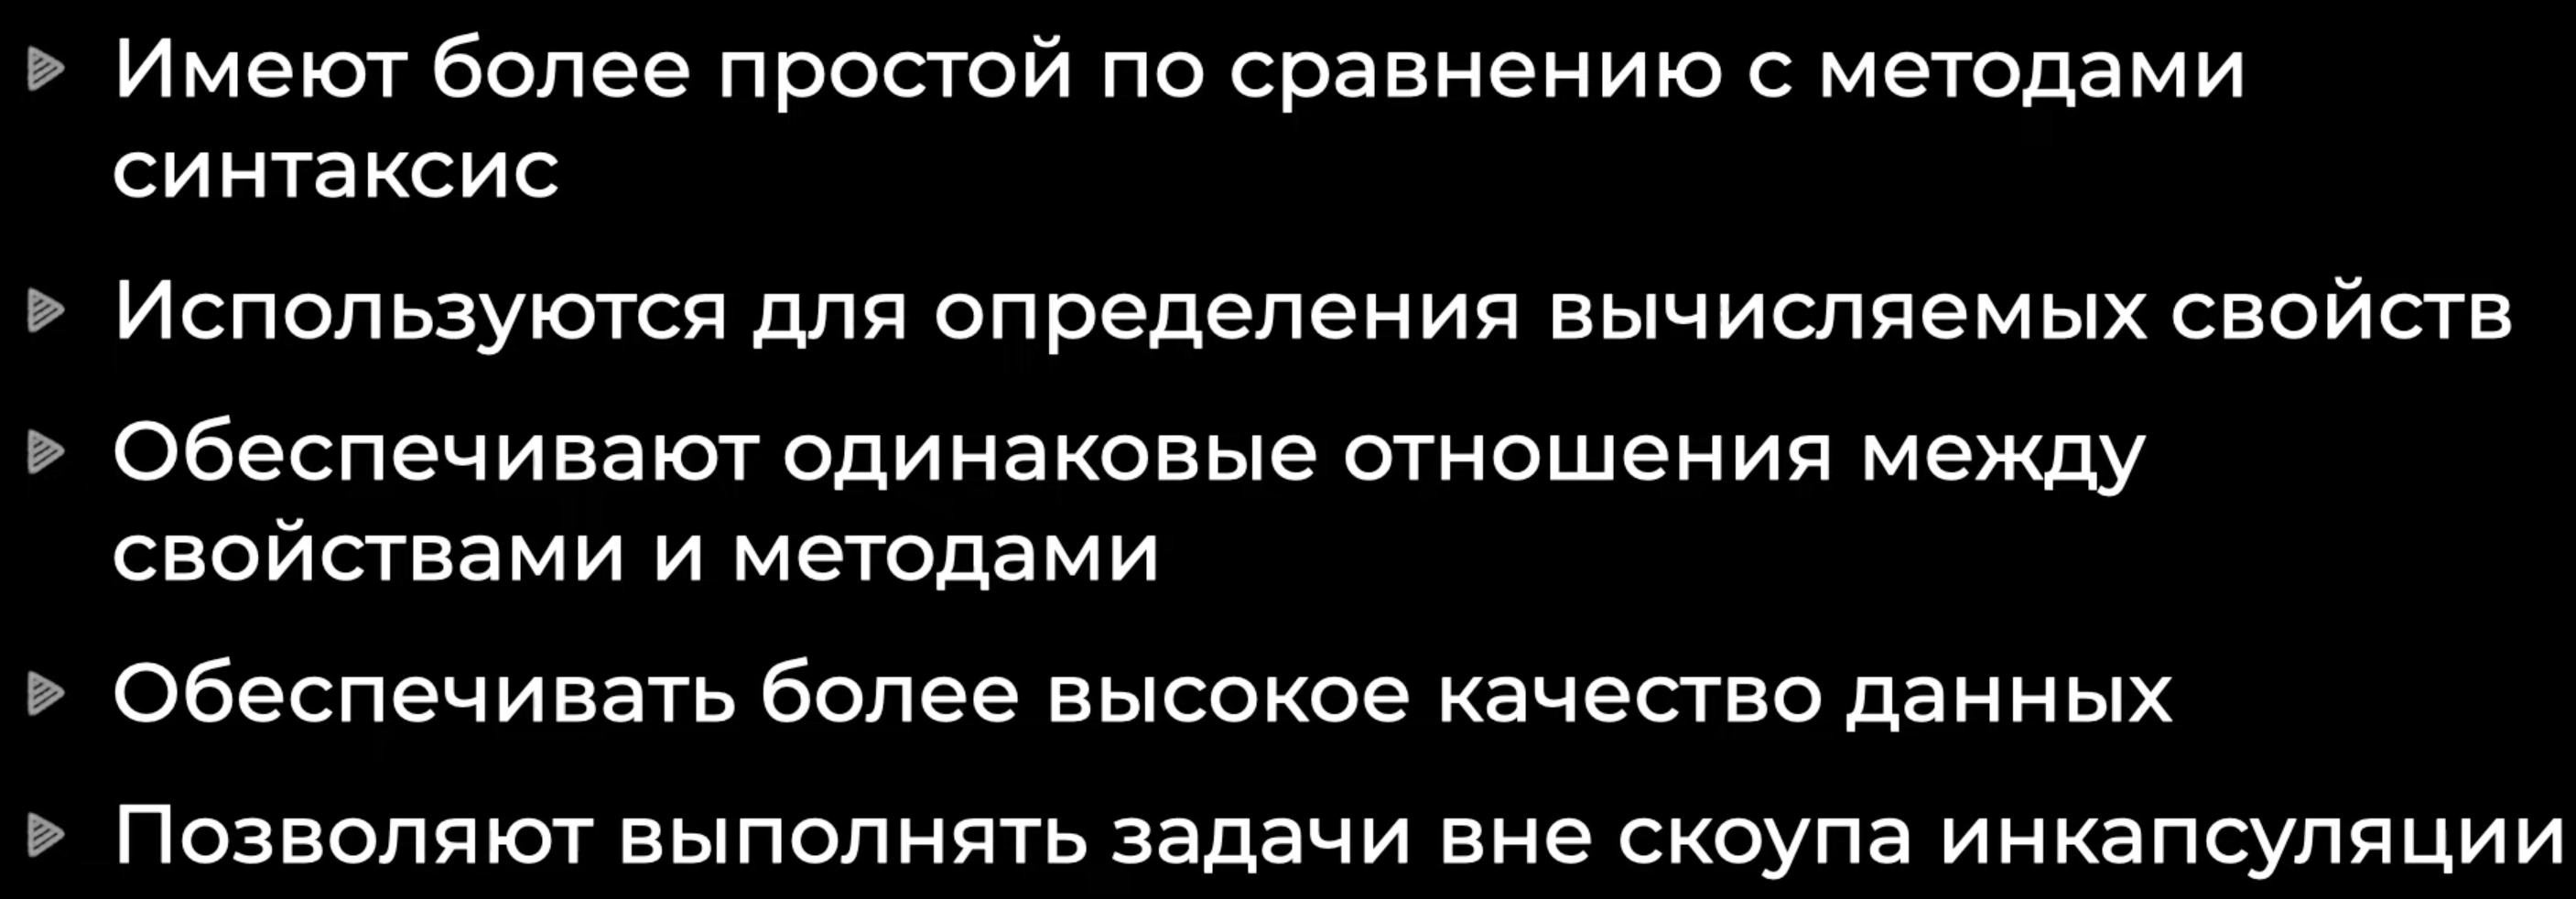 Имеют более простой по сравнению с методами
синтаксис
Используются для определения вычисляемых свойств
Обеспечивают одинаковые отношения между
свойствами и методами
Обеспечивать более высокое качество данных
Позволяют выполнять задачи вне скоупа инкапсуляции